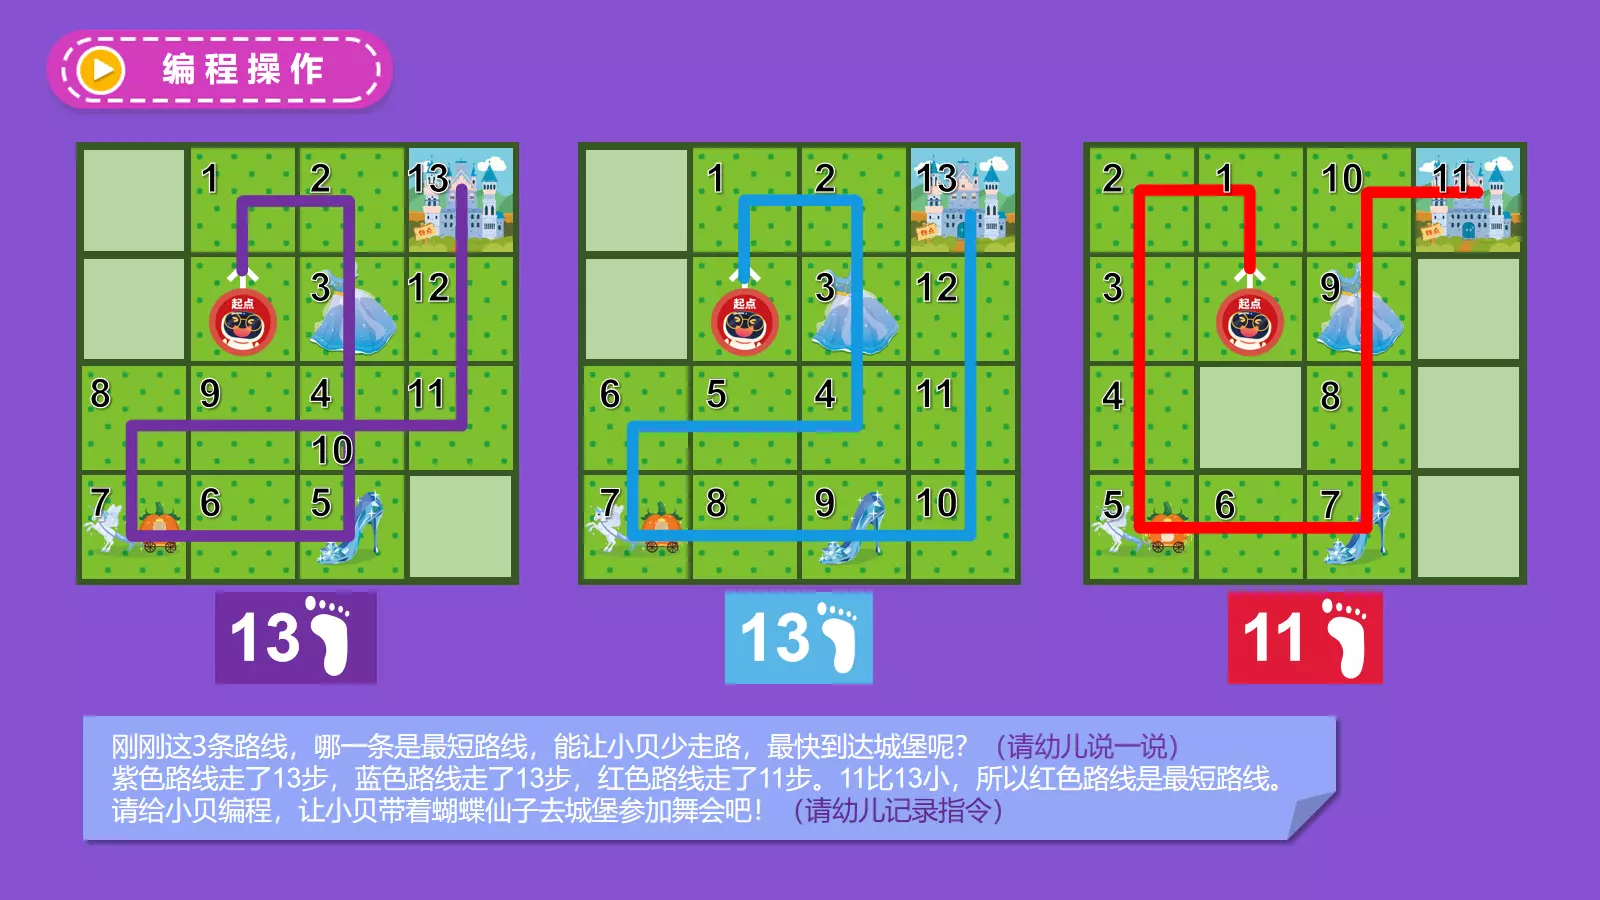 编程操作
1 2 13
起点 3 12
8 9 4 11
10
7 6 5
1 2 13
终点
起点 3 12
6 5 4 11
7 8 9 10
2 1 10 11
终点
3 起点 9
4 8
5 6 7
13
13
11
刚刚这3条路线，哪一条是最短路线，能让小贝少走路，最快到达城堡呢？（请幼儿说一说）
紫色路线走了13步，蓝色路线走了13步，红色路线走了11步。11比13小，所以红色路线是最短路线。
请给小贝编程，让小贝带着蝴蝶仙子去城堡参加舞会吧！（请幼儿记录指令）